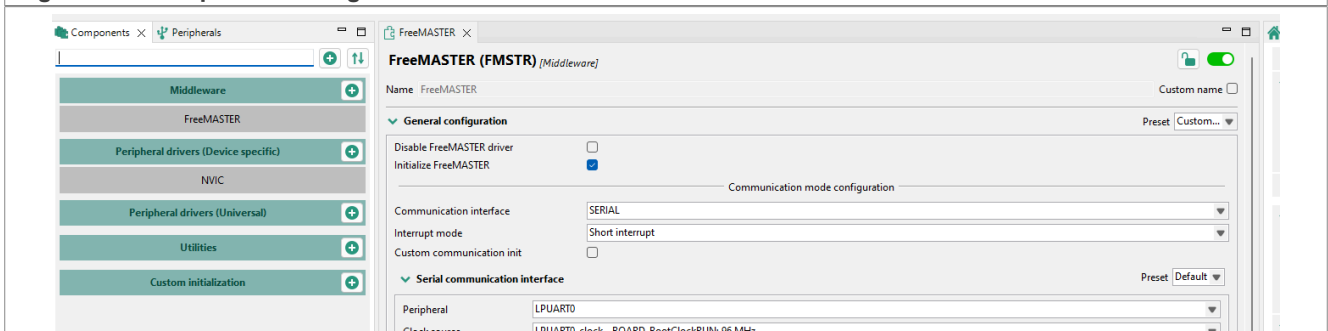 Components
Peripherals
Middleware
FreeMASTER
Peripheral drivers (Device specific)
NVIC
Peripheral drivers (Universal)
Utilities
Custom initialization
FreeMASTER
FreeMASTER (FMSTR) [Middleware]
Name FreeMASTER
Custom name
General configuration
Preset Custom...
Disable FreeMASTER driver
Initialize FreeMASTER
Communication mode configuration
Communication interface SERIAL
Interrupt mode Short interrupt
Custom communication init
Serial communication interface
Preset Default
Peripheral LPUART0